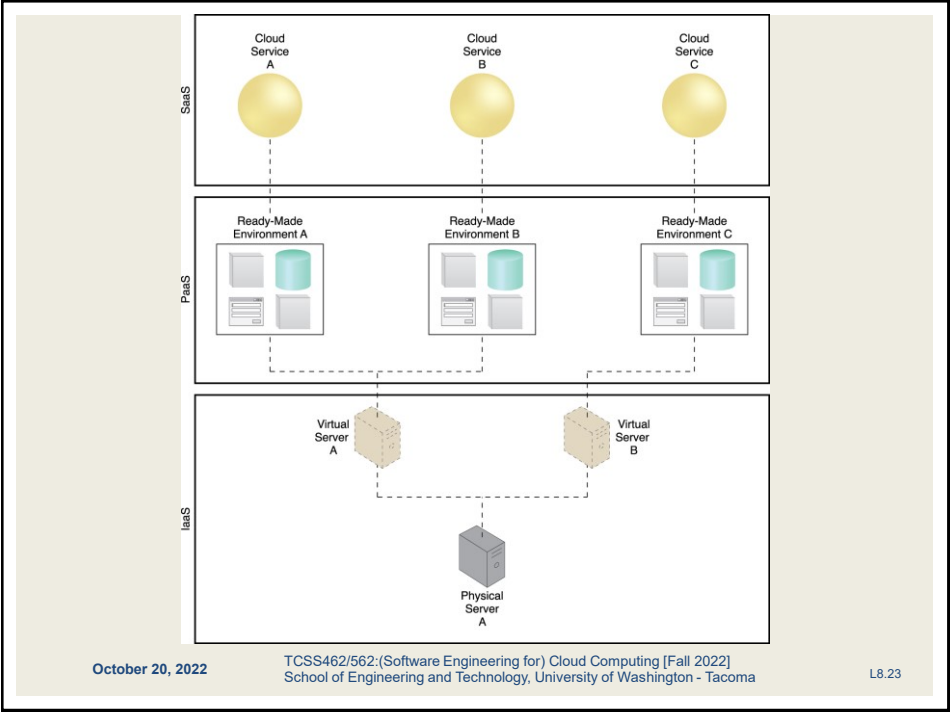 SaaS
Cloud
Service
A
Cloud
Service
B
Cloud
Service
C
PaaS
Ready-Made
Environment A
Ready-Made
Environment B
Ready-Made
Environment C
IaaS
Virtual
Server
A
Virtual
Server
B
Physical
Server
A
October 20, 2022
TCSS462/562:(Software Engineering for) Cloud Computing [Fall 2022]
School of Engineering and Technology, University of Washington - Tacoma
L8.23